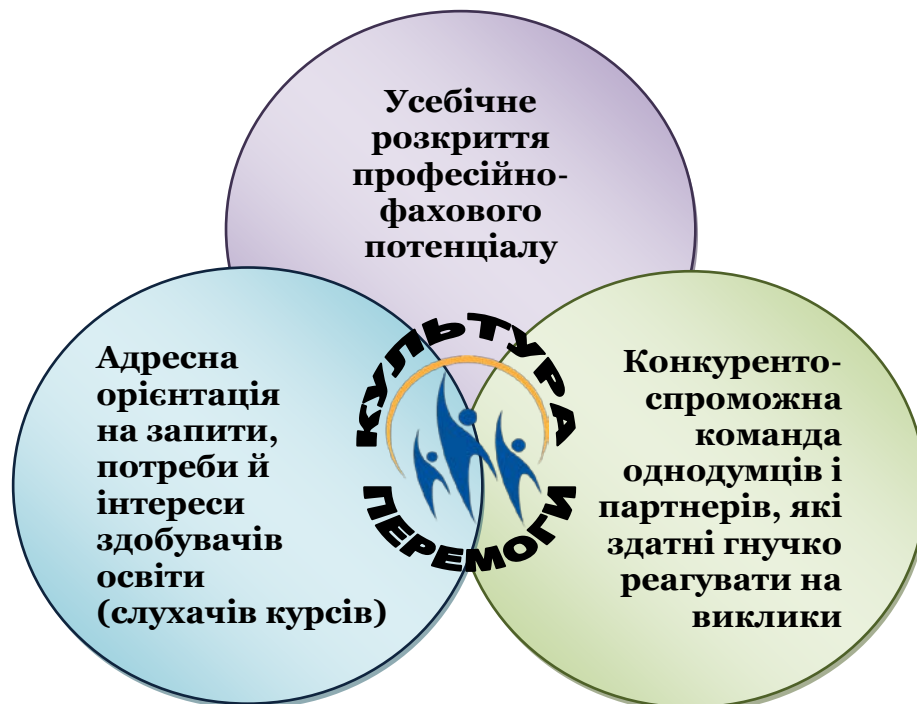 Усебічне
розкриття
професійно-
фахового
потенціалу
КУЛЬТУРА
ПЕРЕМОГИ
Адресна
орієнтація
на запити,
потреби й
інтереси
здобувачів
освіти
(слухачів курсів)
Конкуренто-
спроможна
команда
однодумців і
партнерів, які
здатні гнучко
реагувати на
виклики